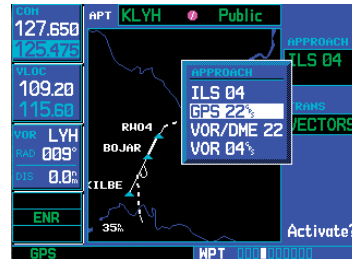 COM
127.650
125.475
VLOC
109.20
115.60
VOR LYH
RAD 009°
DIS 0.0
ENR
GPS
APT KLYH Public
RW04
BOJAR
KILBE
35
APPROACH
ILS 04
GPS 22
VOR/DME 22
VOR 04
APPROACH
ILS 04
TRANS
VECTORS
Activate?
WPT